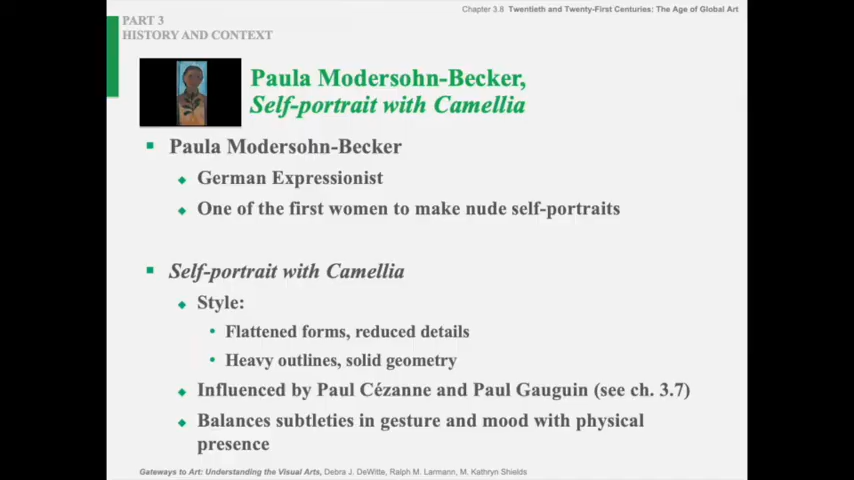 Chapter 3.8 Twentieth and Twenty-First Centuries: The Age of Global Art
PART 3
HISTORY AND CONTEXT
Paula Modersohn-Becker,
Self-portrait with Camellia
Paula Modersohn-Becker
German Expressionist
One of the first women to make nude self-portraits
Self-portrait with Camellia
Style:
Flattened forms, reduced details
Heavy outlines, solid geometry
Influenced by Paul Cézanne and Paul Gauguin (see ch. 3.7)
Balances subtleties in gesture and mood with physical
presence
Gateways to Art: Understanding the Visual Arts, Debra J. DeWitte, Ralph M. Larmann, M. Kathryn Shields